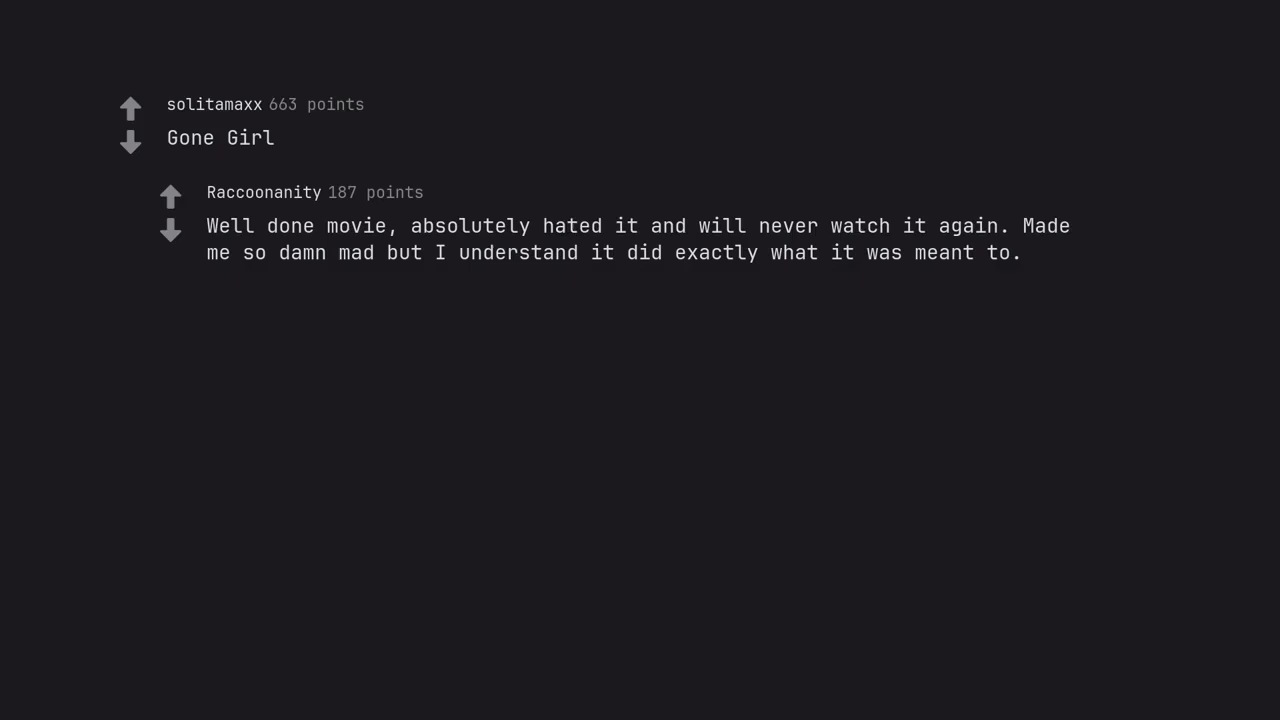 solitamaxx 663 points
Gone Girl
Raccoonanity 187 points
Well done movie, absolutely hated it and will never watch it again. Made
me so damn mad but I understand it did exactly what it was meant to.